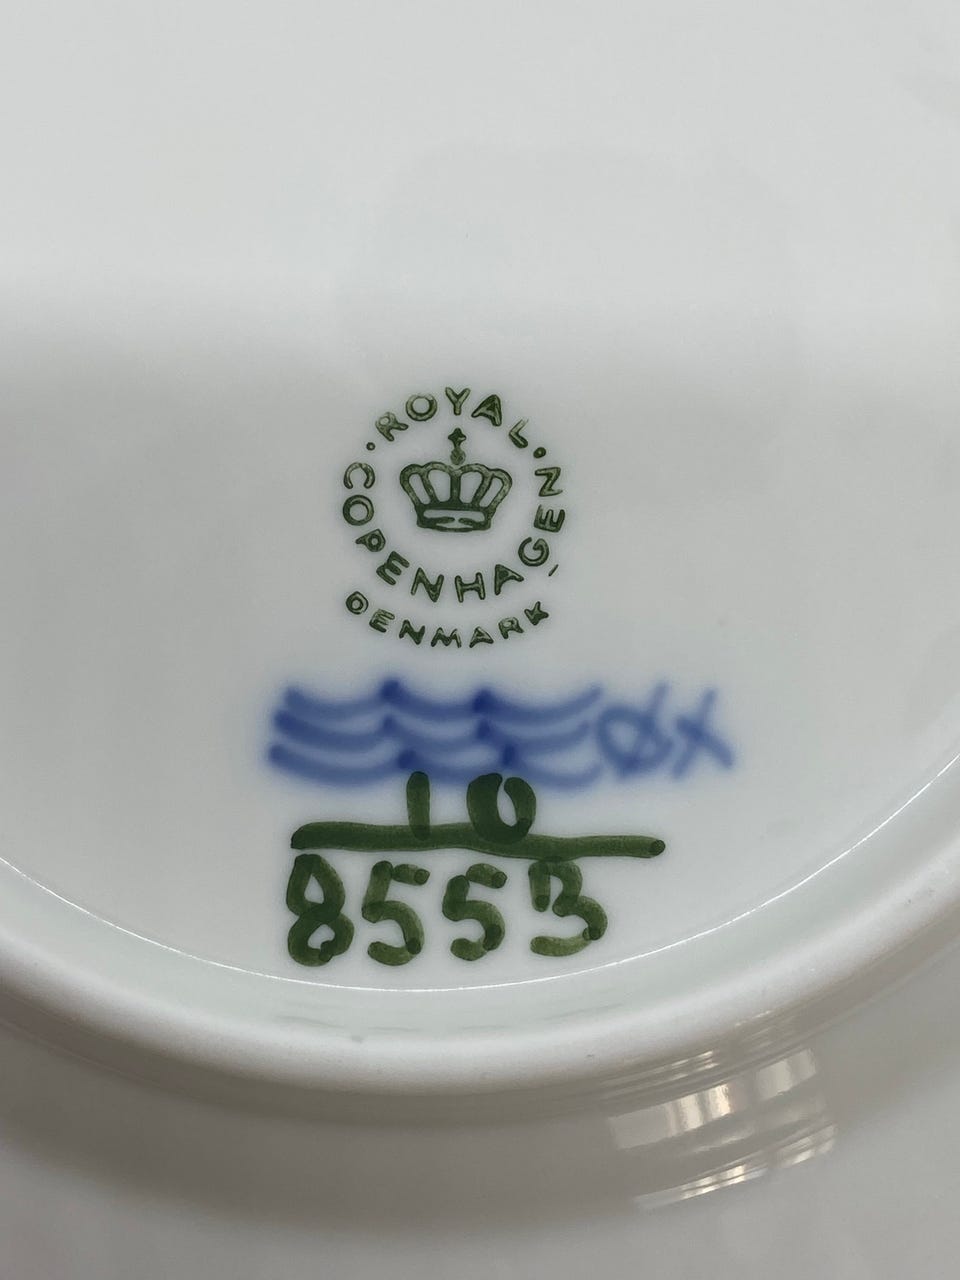 ROYAL
COPENHAGEN
DENMARK
10
8553